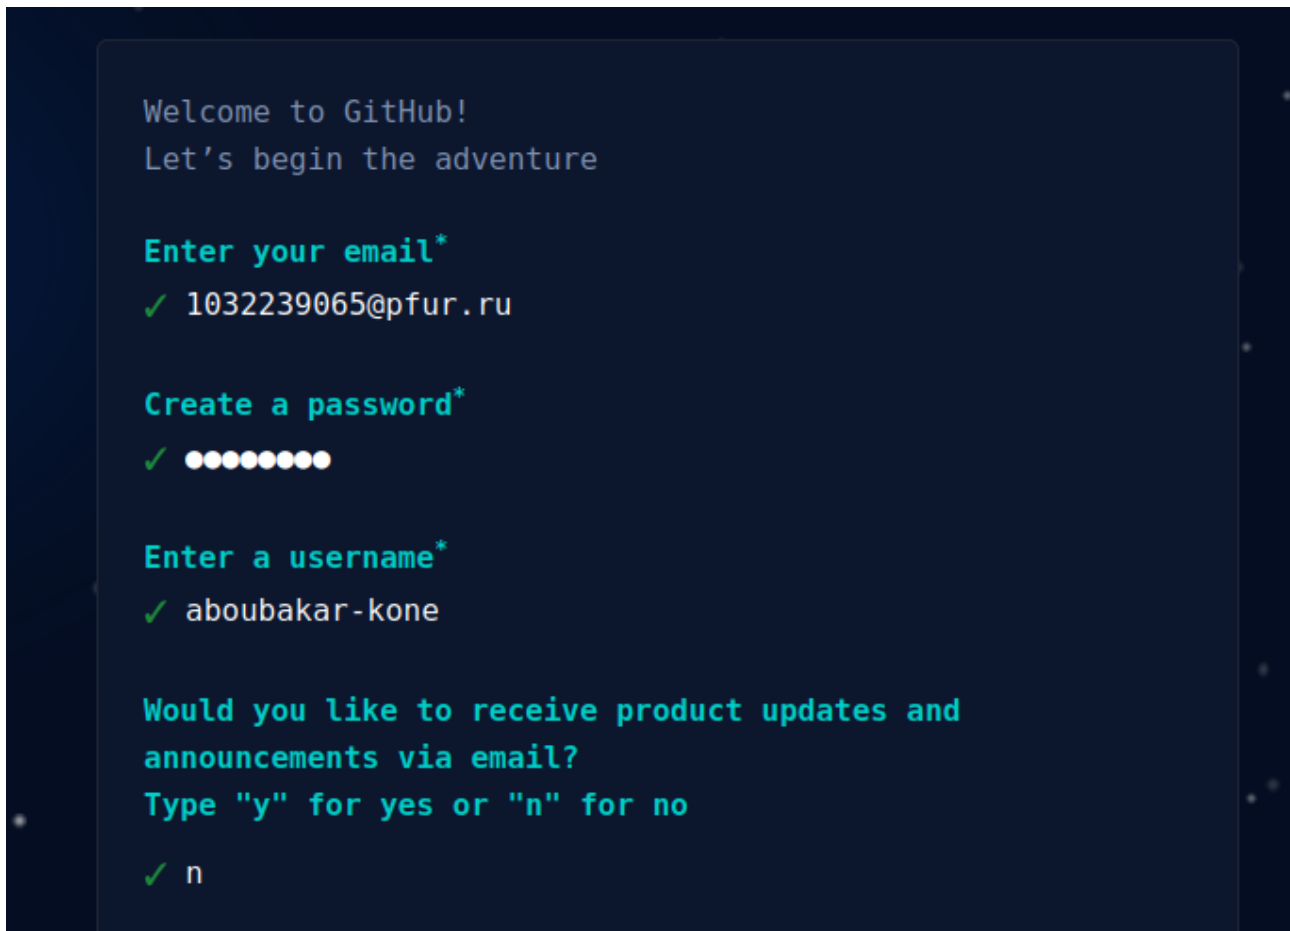 Welcome to GitHub!
Let’s begin the adventure
Enter your email*
✓ 1032239065@pfur.ru
Create a password*
✓ ●●●●●●●●
Enter a username*
✓ aboubakar-kone
Would you like to receive product updates and
announcements via email?
Type "y" for yes or "n" for no
✓ n